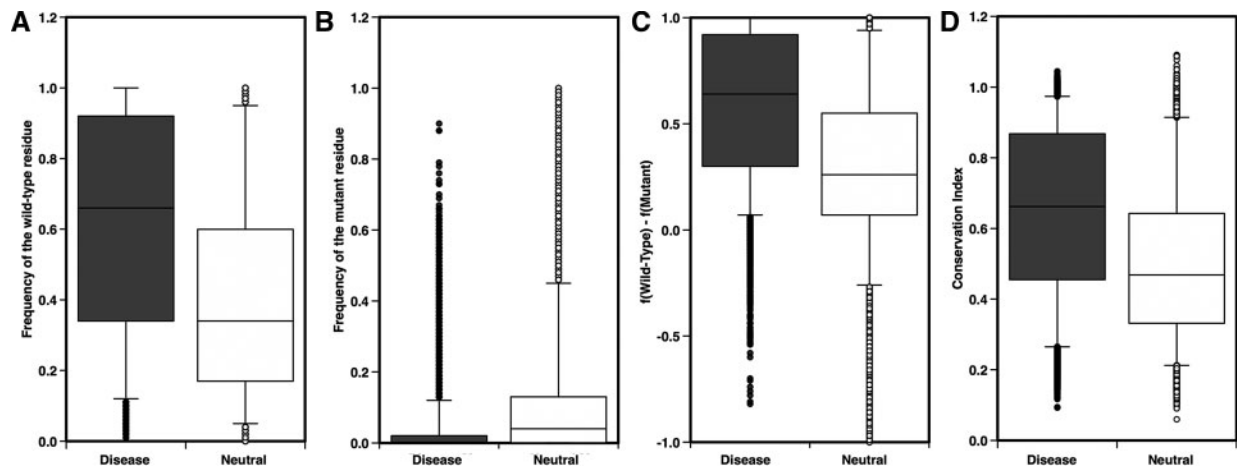 A
Frequency of the wild-type residue
1.2
1.0
0.8
0.6
0.4
0.2
0.0
Disease
Neutral
B
Frequency of the mutant residue
1.2
1.0
0.8
0.6
0.4
0.2
0.0
Disease
Neutral
C
f(Wild-Type) - f(Mutant)
1.0
0.5
0.0
-0.5
-1.0
Disease
Neutral
D
Conservation Index
1.2
1.0
0.8
0.6
0.4
0.2
0.0
Disease
Neutral